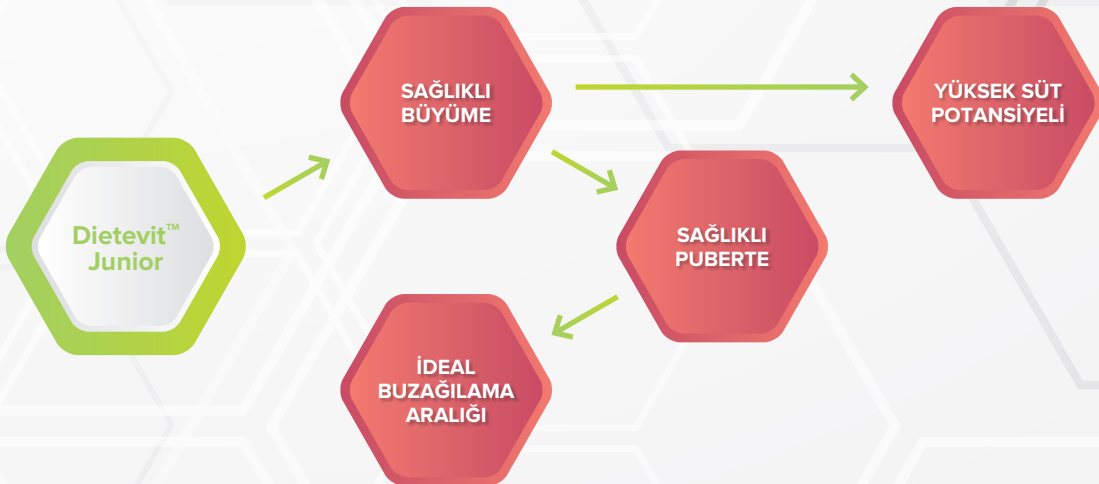 Dietevit™
Junior
SAĞLIKLI
BÜYÜME
YÜKSEK SÜT
POTANSİYELİ
SAĞLIKLI
PUBERTE
İDEAL
BUZAĞILAMA
ARALIĞI